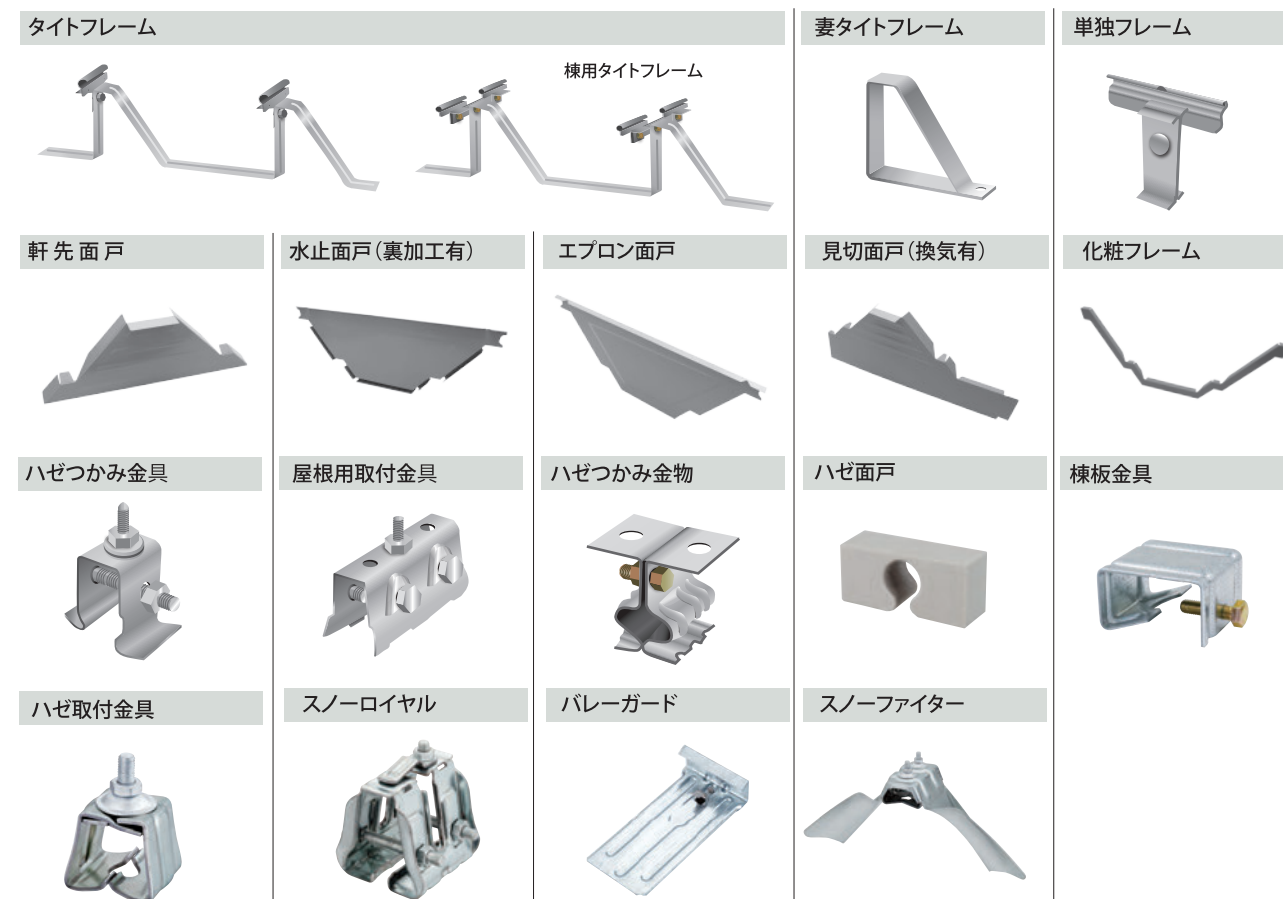 タイトフレーム
妻タイトフレーム
単独フレーム
棟用タイトフレーム
軒先面戸
水止面戸（裏加工有）
エプロン面戸
見切面戸（換気有）
化粧フレーム
ハゼつかみ金具
屋根用取付金具
ハゼつかみ金物
ハゼ面戸
棟板金具
ハゼ取付金具
スノーロイヤル
バレーガード
スノーファイター